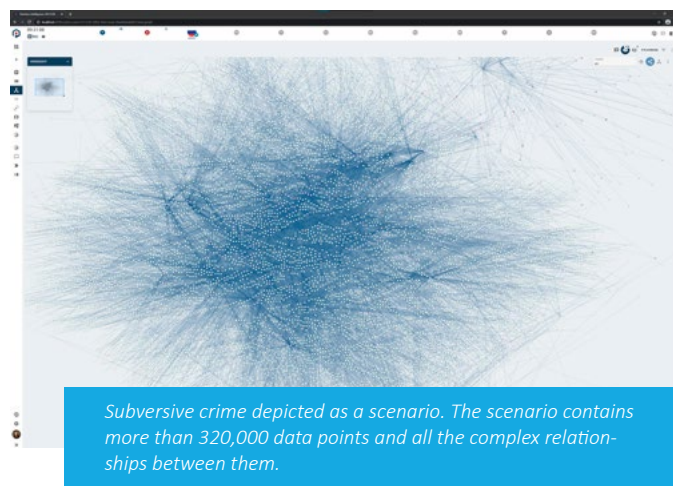 Subversive crime depicted as a scenario. The scenario contains
more than 320,000 data points and all the complex relation-
ships between them.